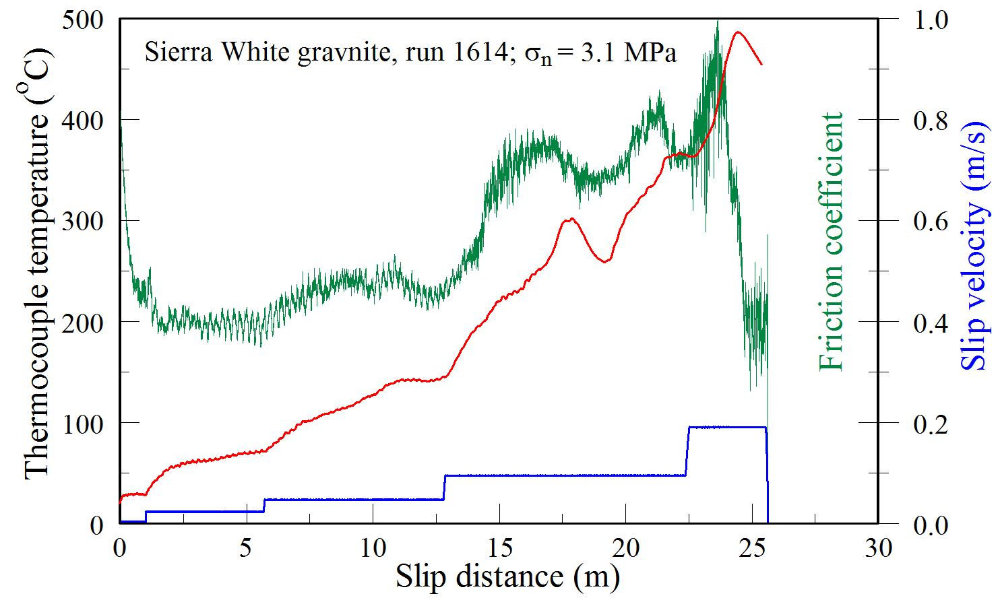 Sierra White gravnite, run 1614; σn = 3.1 MPa
Thermocouple temperature (oC)
500
400
300
200
100
0
0 5 10 15 20 25 30
Slip distance (m)
Friction coefficient
1.0
0.8
0.6
0.4
0.2
0.0
Slip velocity (m/s)